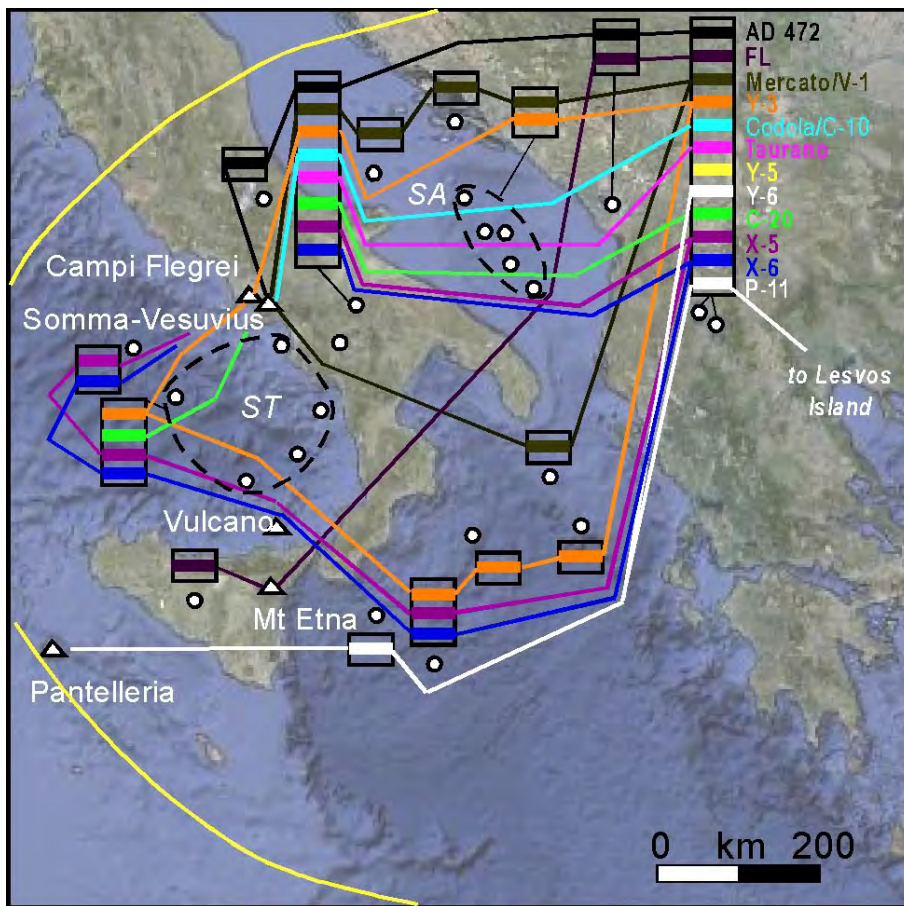 AD 472
FL
Mercato/V-1
Y-3
Codola/C-10
Taurano
Y-5
Y-6
C-20
X-5
X-6
P-11
SA
Campi Flegrei
Somma-Vesuvius
to Lesvos
Island
ST
Vulcano
Mt Etna
Pantelleria
0 km 200